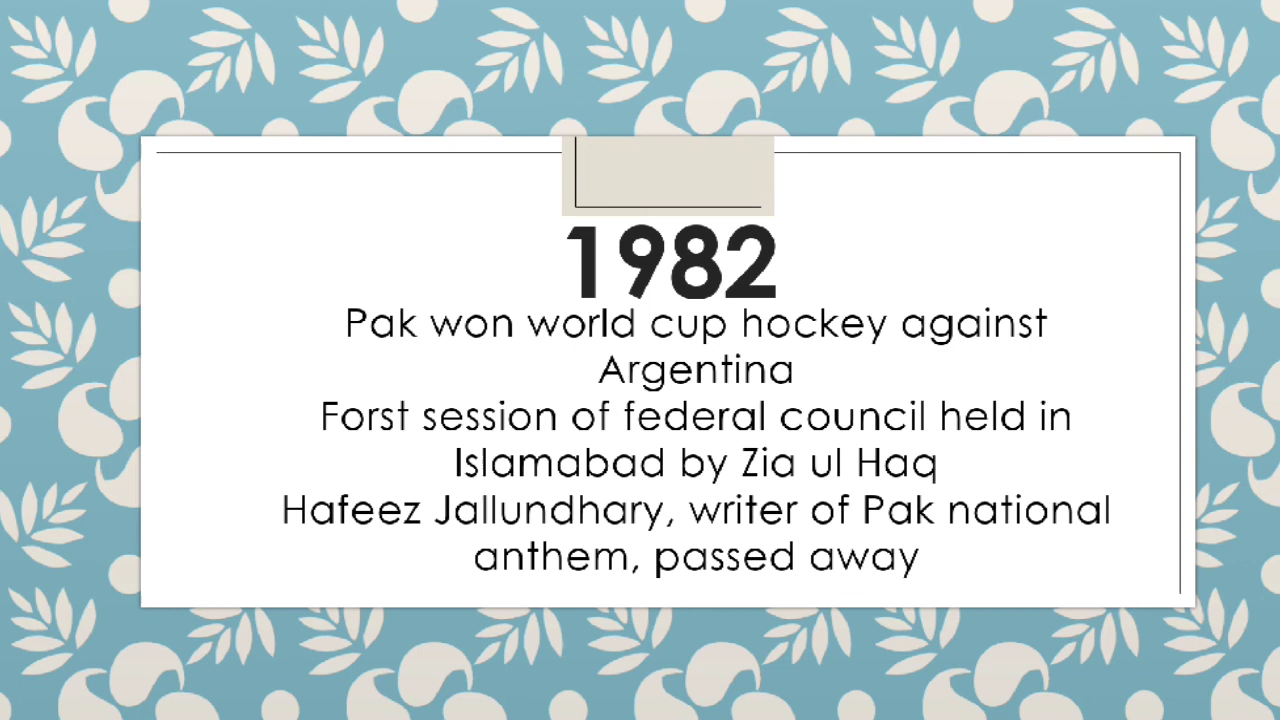 1982
Pak won world cup hockey against
Argentina
Forst session of federal council held in
Islamabad by Zia ul Haq
Hafeez Jallundhary, writer of Pak national
anthem, passed away